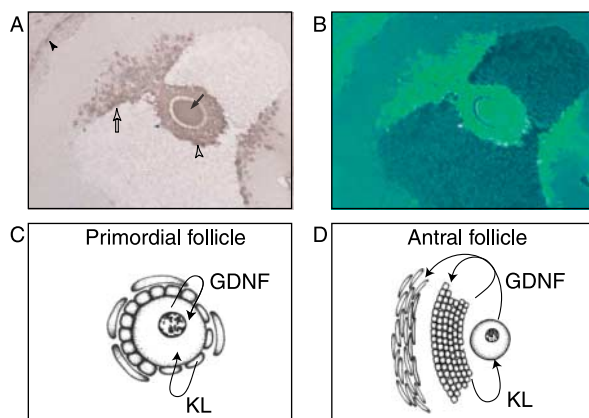 A
B
C
Primordial follicle
GDNF
KL
D
Antral follicle
GDNF
KL